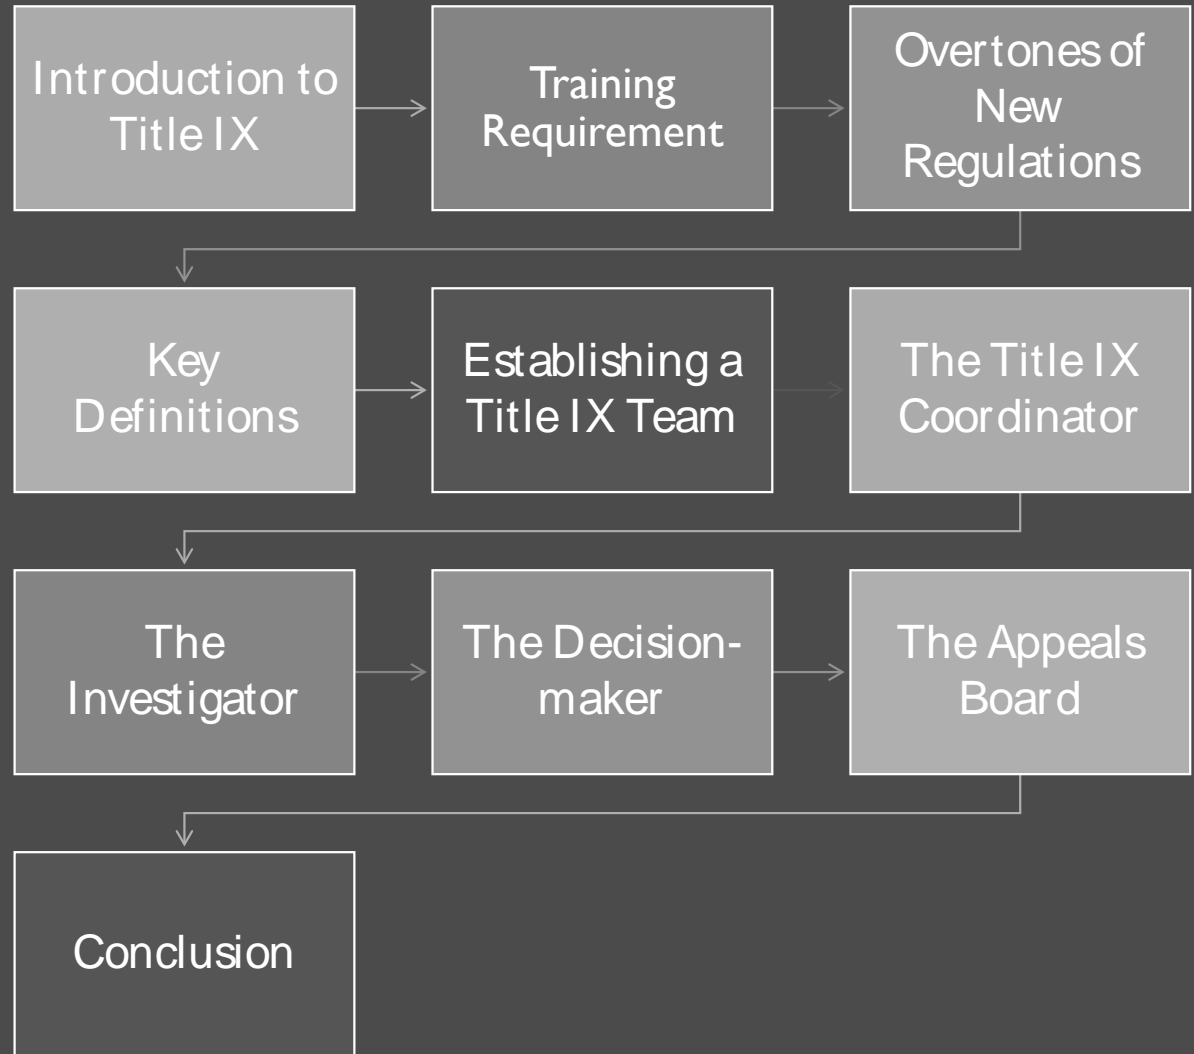 Introduction to
Title IX
Training
Requirement
Overtones of
New
Regulations
Key
Definitions
Establishing a
Title IX Team
The Title IX
Coordinator
The
Investigator
The Decision-
maker
The Appeals
Board
Conclusion